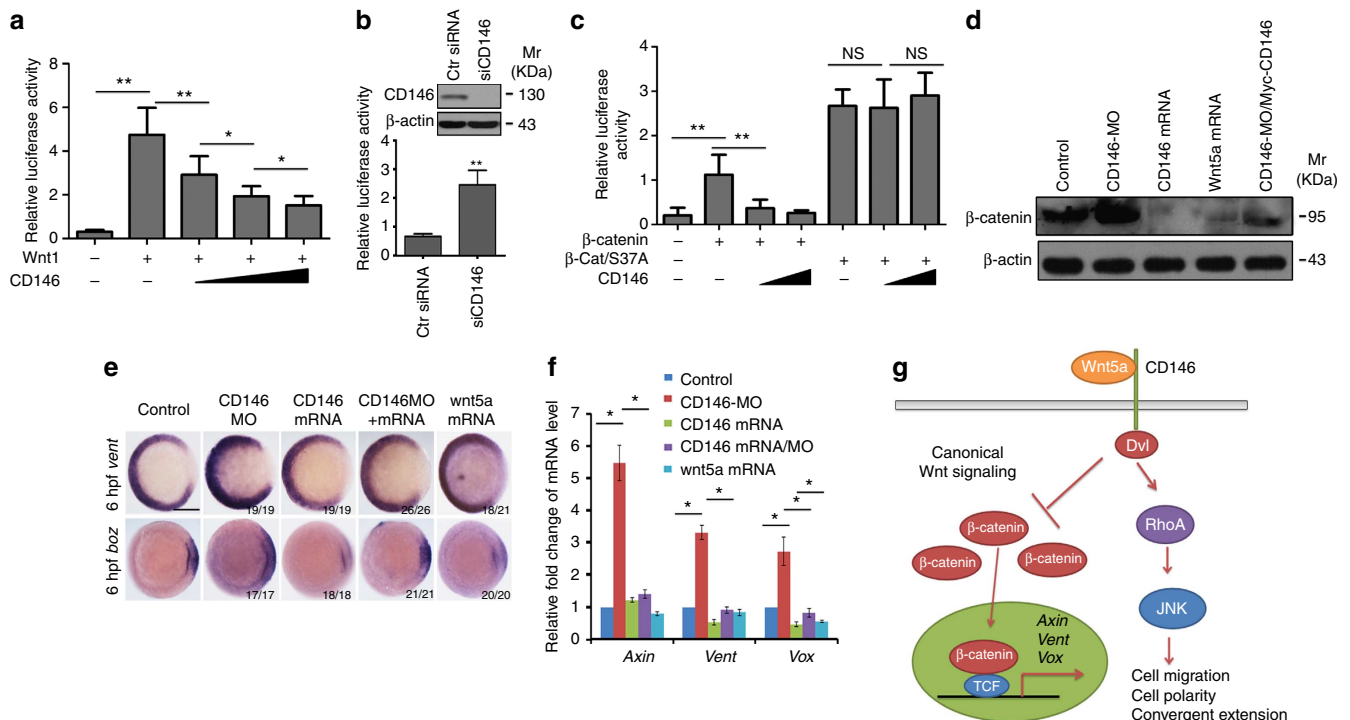 a
Relative luciferase activity
8
6
4
2
0
**
**
*
*
Wnt1 – + + + +
CD146 – –
b
Ctr siRNA
siCD146
Mr
(KDa)
CD146
130
β-actin
43
Relative luciferase activity
4
3
2
1
0
**
Ctr siRNA
siCD146
c
Relative luciferase
activity
4
3
2
1
0
**
**
NS
NS
β-catenin – + + +
β-Cat/S37A + + +
CD146 – – –
d
Control
CD146-MO
CD146 mRNA
Wnt5a mRNA
CD146-MO/Myc-CD146
Mr
(KDa)
β-catenin
95
β-actin
43
e
Control
CD146
MO
CD146
mRNA
CD146MO
+mRNA
wnt5a
mRNA
6 hpf vent
19/19
19/19
26/26
18/21
6 hpf boz
17/17
18/18
21/21
20/20
f
Control
CD146-MO
CD146 mRNA
CD146 mRNA/MO
wnt5a mRNA
Relative fold change of mRNA level
7
6
5
4
3
2
1
0
*
*
*
*
*
*
*
Axin
Vent
Vox
g
Wnt5a
CD146
Dvl
Canonical
Wnt signaling
β-catenin
β-catenin
β-catenin
RhoA
JNK
Axin
Vent
Vox
β-catenin
TCF
Cell migration
Cell polarity
Convergent extension